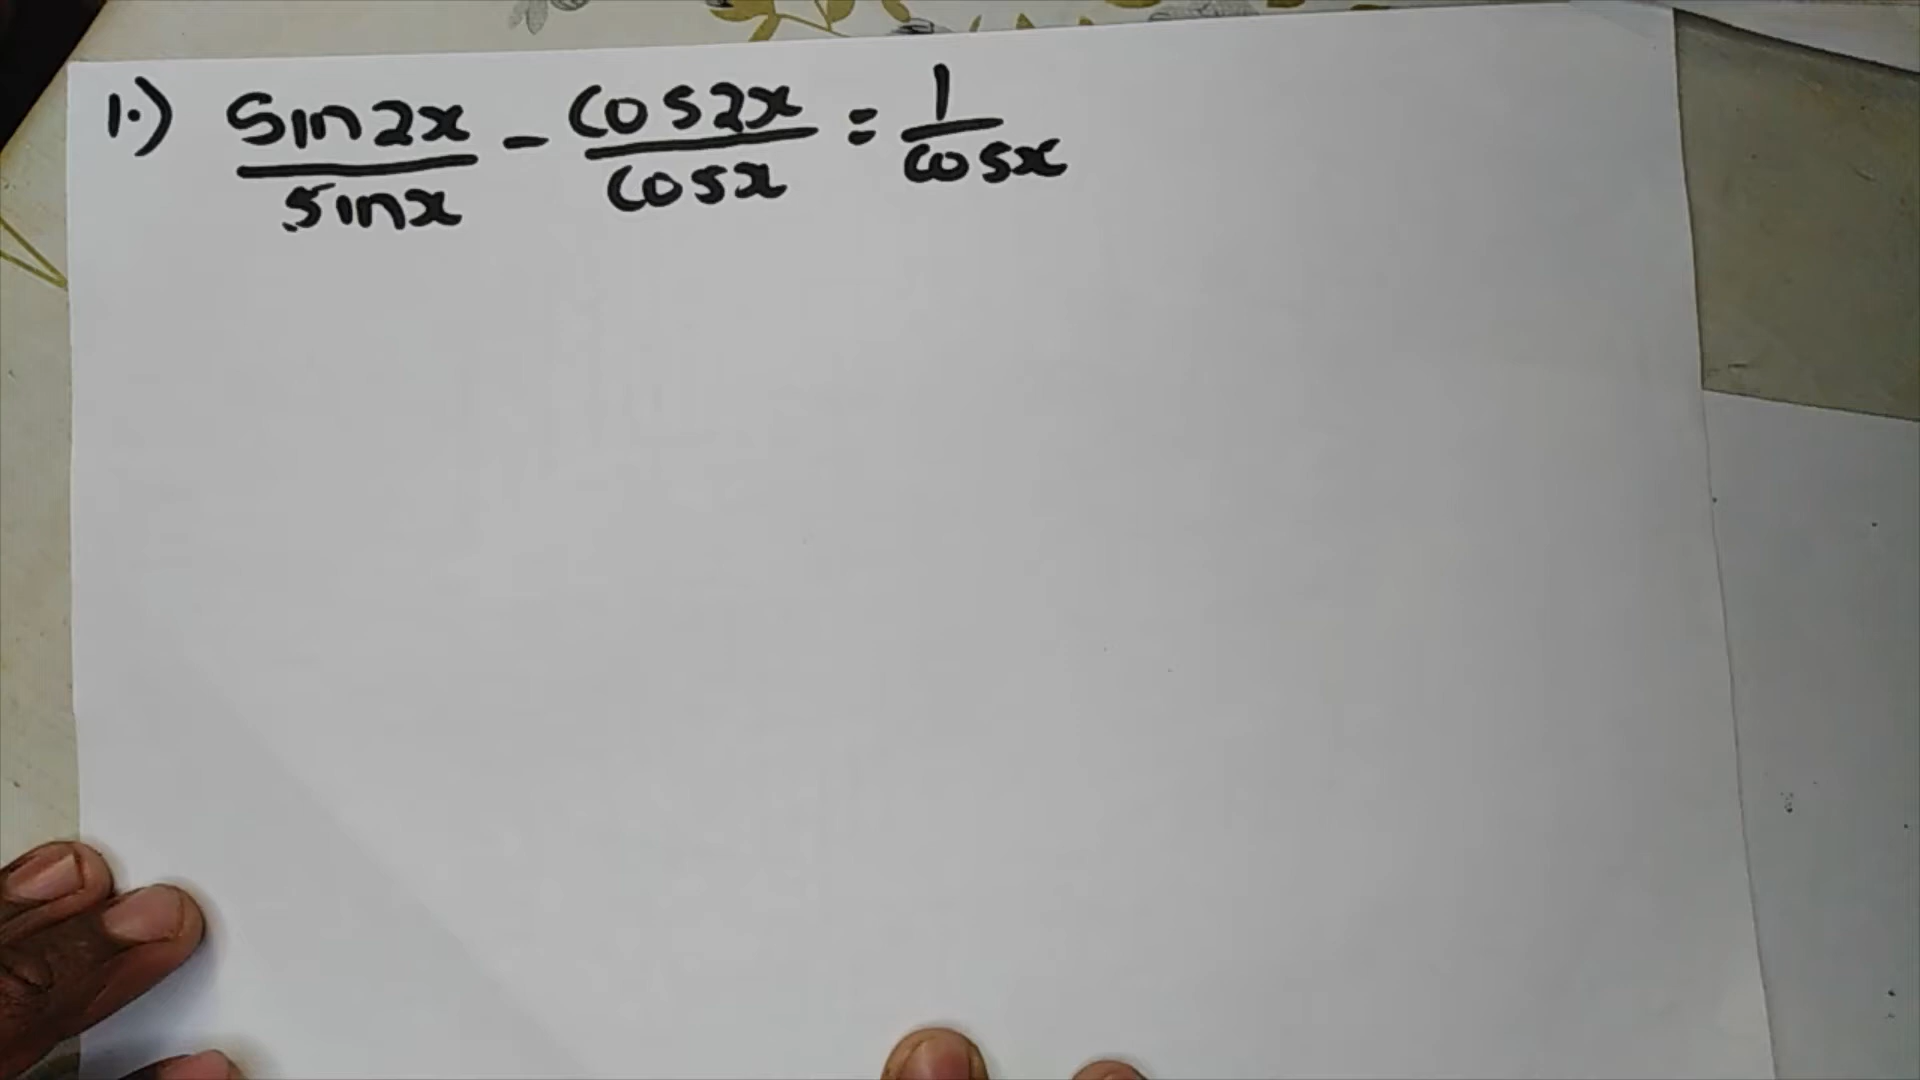 1.) sin2x/sinx - cos2x/cosx = 1/cosx